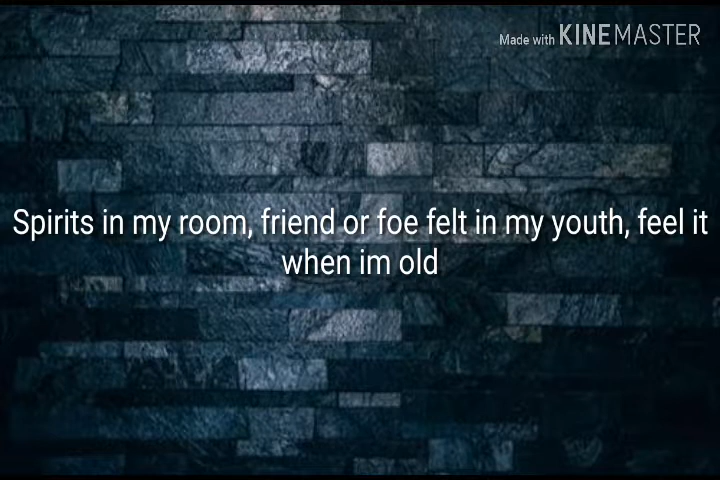 Made with KINEMASTER
Spirits in my room, friend or foe felt in my youth, feel it
when im old